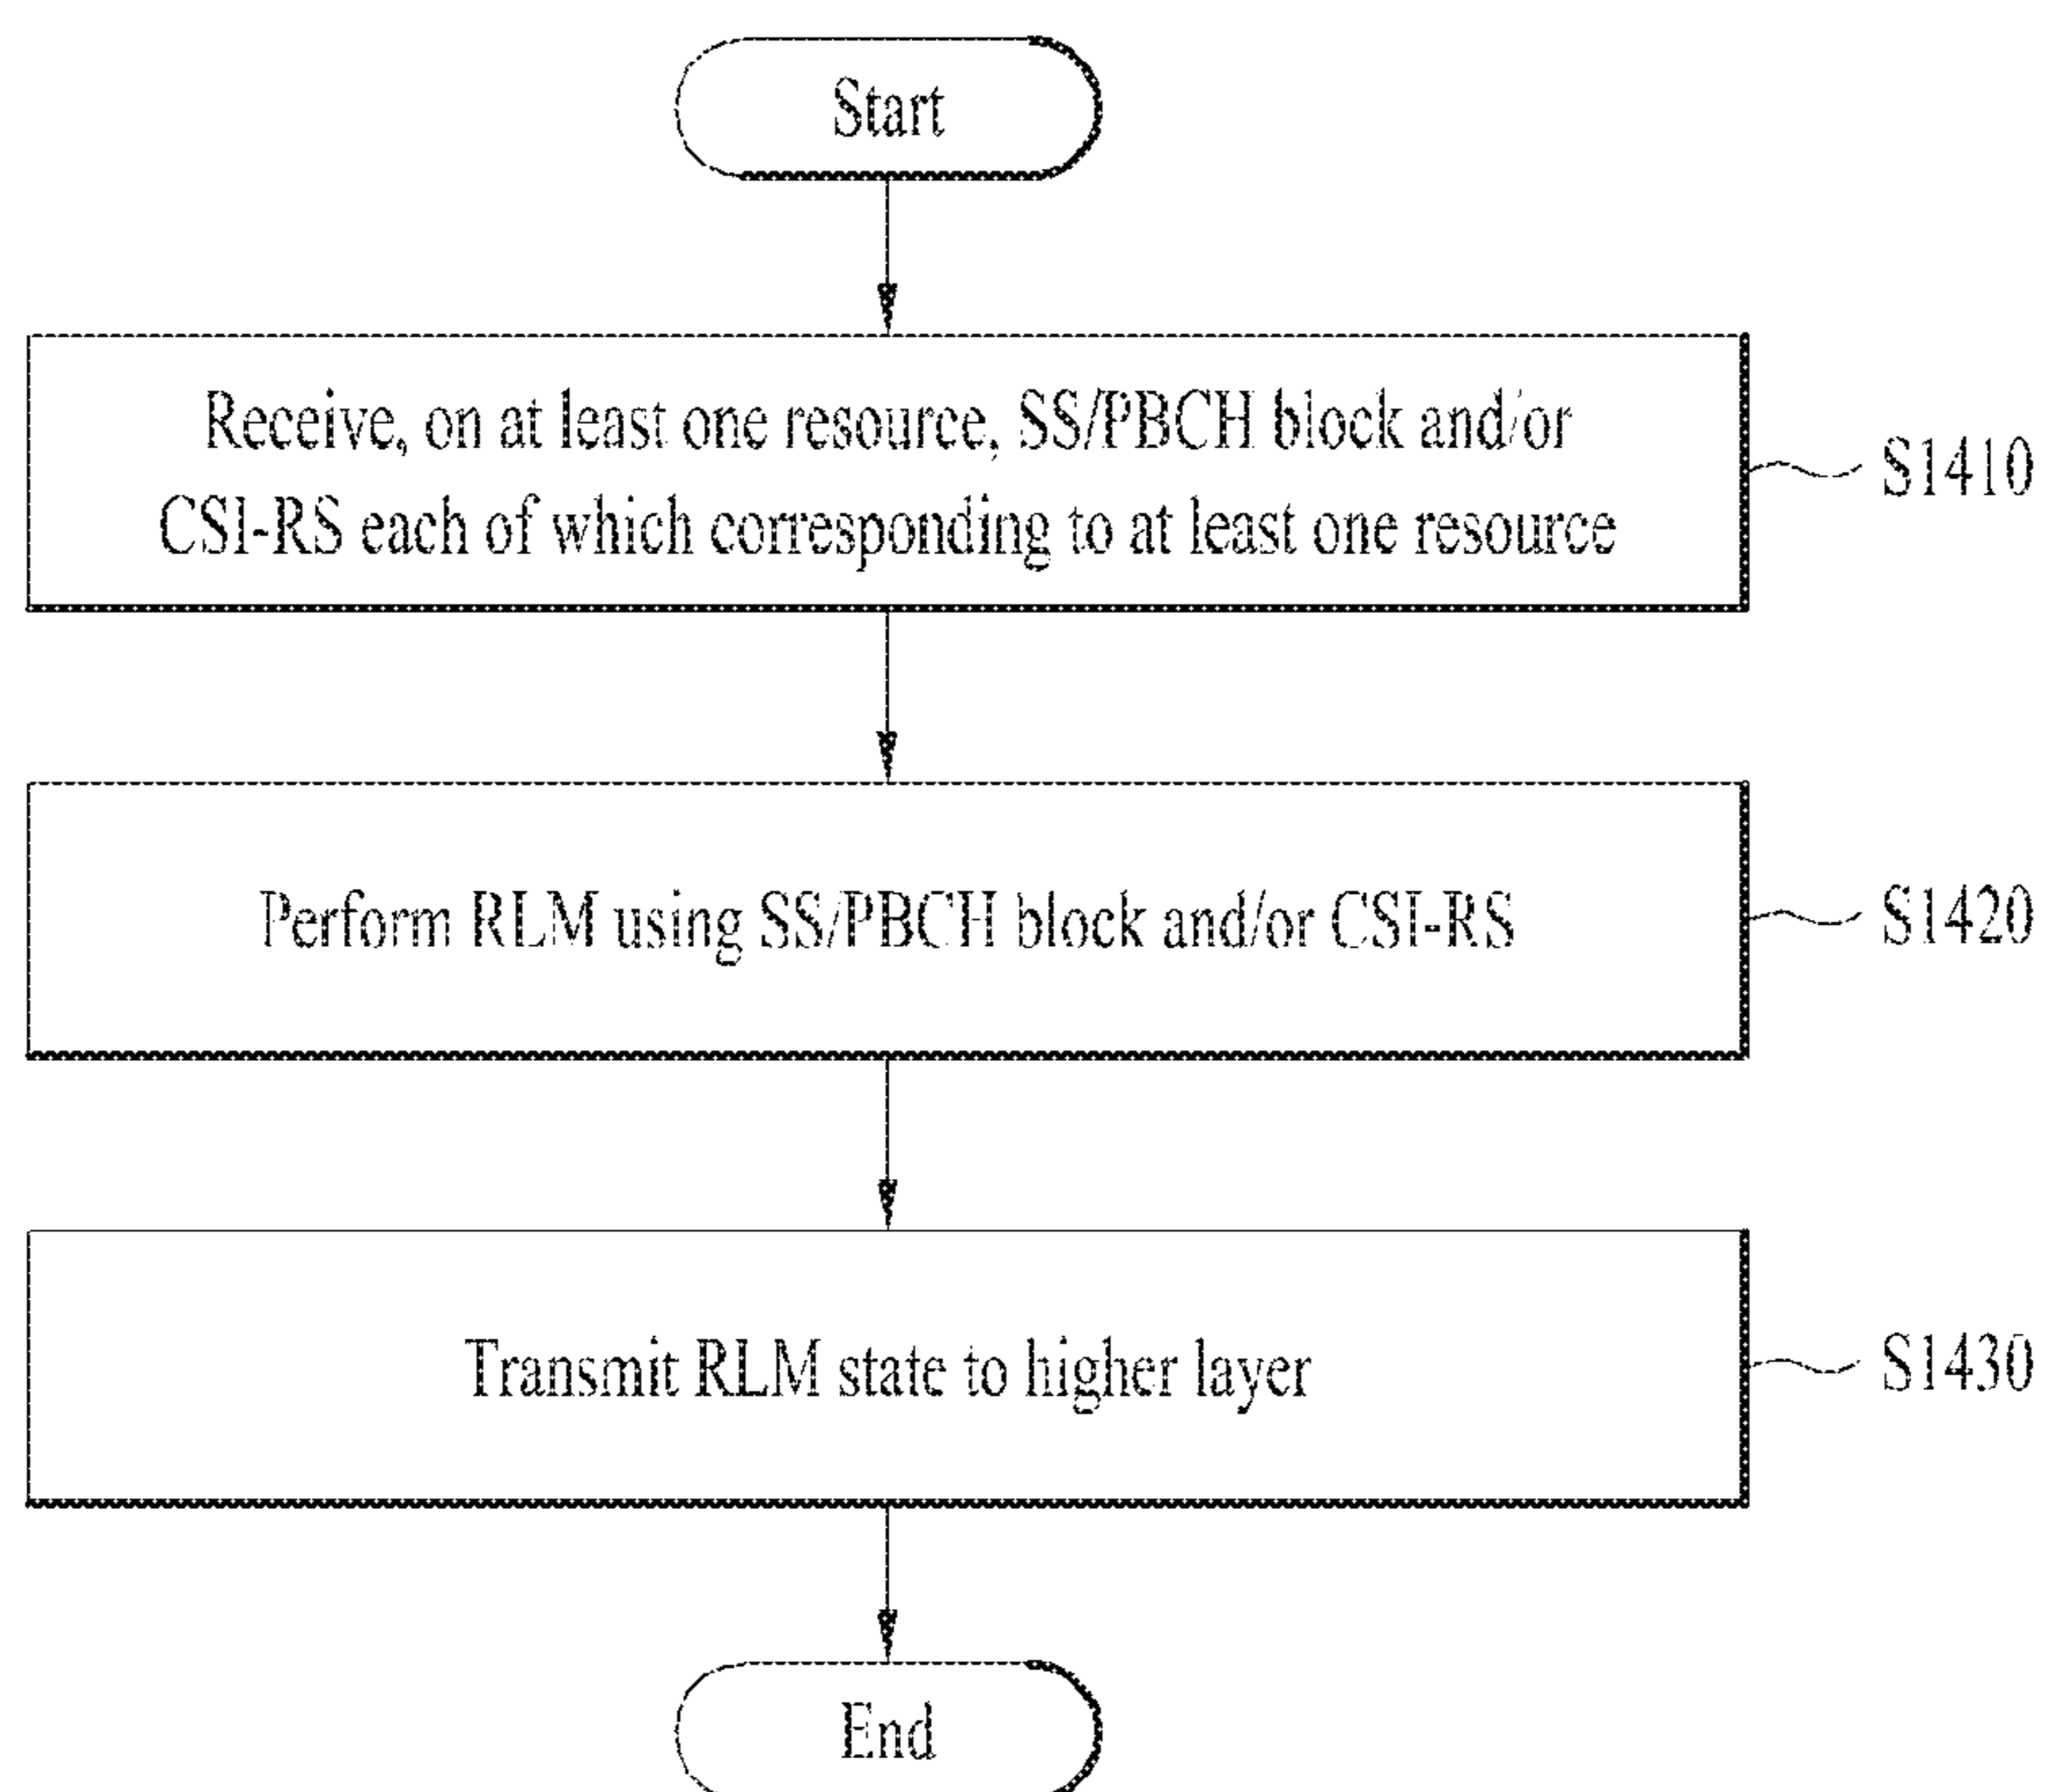 Start
Receive, on at least one resource, SS/PBCH block and/or
CSI-RS each of which corresponding to at least one resource
S1410
Perform RLM using SS/PBCH block and/or CSI-RS
S1420
Transmit RLM state to higher layer
S1430
End